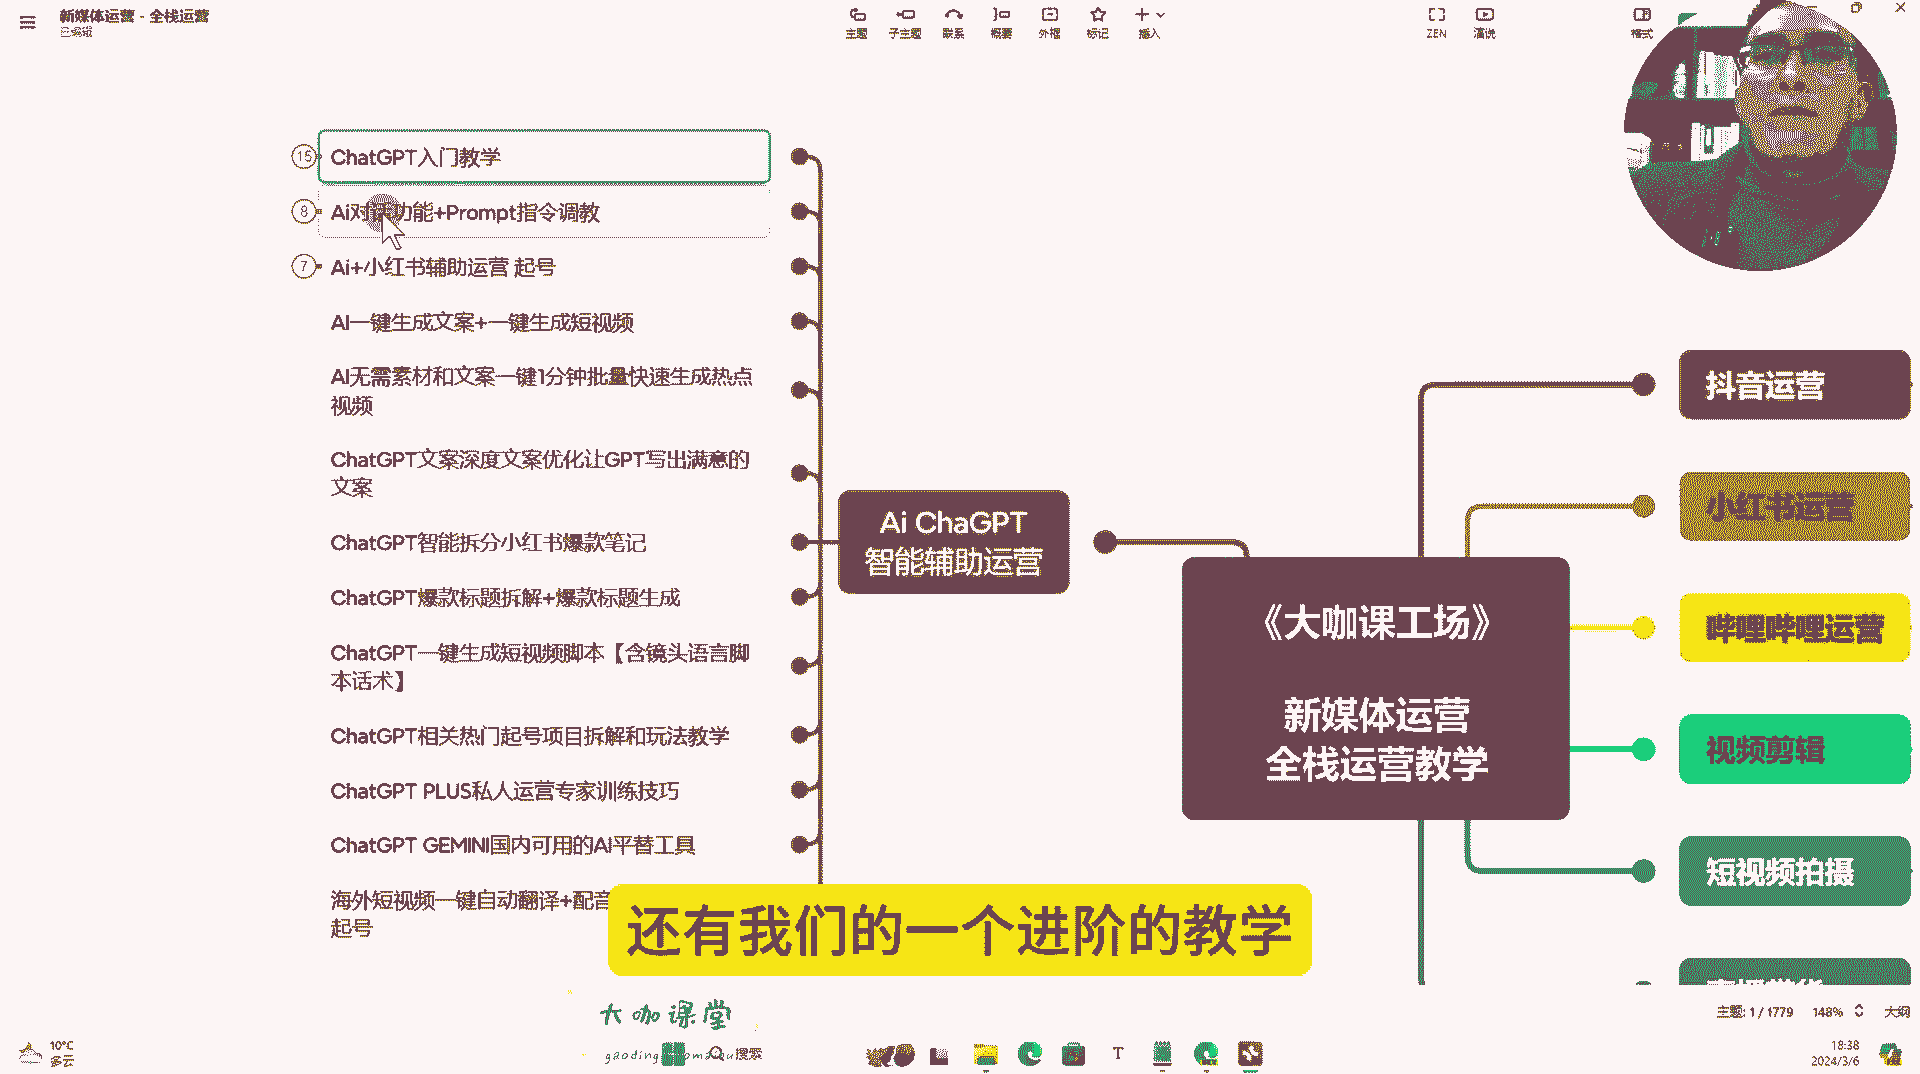 新媒体运营 - 全栈运营
已编辑
主题
子主题
联系
概要
外框
标记
插入
ZEN
演说
格式
15
ChatGPT入门教学
8
Ai对话功能+Prompt指令调教
7
Ai+小红书辅助运营 起号
AI一键生成文案+一键生成短视频
AI无需素材和文案一键1分钟批量快速生成热点
视频
ChatGPT文案深度文案优化让GPT写出满意的
文案
ChatGPT智能拆分小红书爆款笔记
ChatGPT爆款标题拆解+爆款标题生成
ChatGPT一键生成短视频脚本【含镜头语言脚
本话术】
ChatGPT相关热门起号项目拆解和玩法教学
ChatGPT PLUS私人运营专家训练技巧
ChatGPT GEMINI国内可用的AI平替工具
海外短视频一键自动翻译+配音
起号
Ai ChaGPT
智能辅助运营
《大咖课工场》
新媒体运营
全栈运营教学
抖音运营
小红书运营
哔哩哔哩运营
视频剪辑
短视频拍摄
还有我们的一个进阶的教学
大咖课堂
主题: 1 / 1779
148%
大纲
10°C
多云
搜索
18:38
2024/3/6